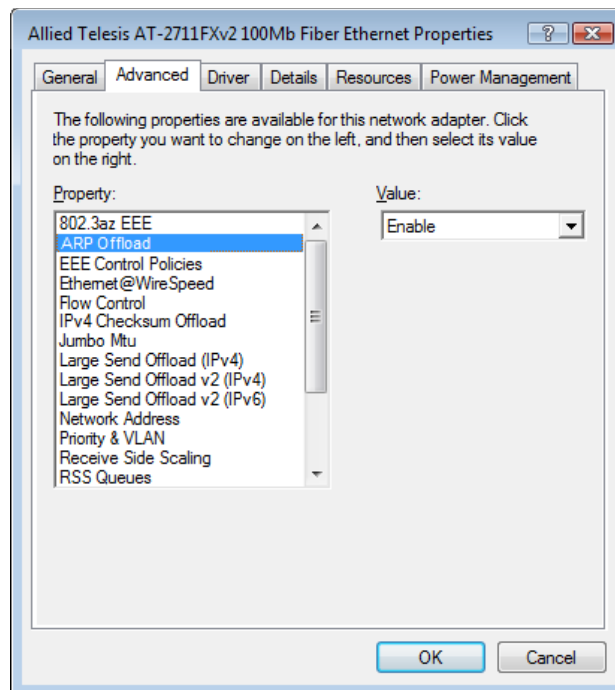 Allied Telesis AT-2711FXv2 100Mb Fiber Ethernet Properties
General Advanced Driver Details Resources Power Management
The following properties are available for this network adapter. Click
the property you want to change on the left, and then select its value
on the right.
Property: Value:
802.3az EEE Enable
ARP Offload
EEE Control Policies
Ethernet@WireSpeed
Flow Control
IPv4 Checksum Offload
Jumbo Mtu
Large Send Offload (IPv4)
Large Send Offload v2 (IPv4)
Large Send Offload v2 (IPv6)
Network Address
Priority & VLAN
Receive Side Scaling
RSS Queues
OK Cancel